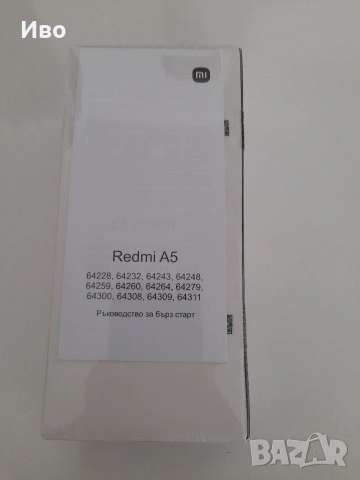 Иво
mi
Redmi A5
64228, 64232, 64243, 64248,
64259, 64260, 64264, 64279,
64300, 64308, 64309, 64311
Ръководство за бърз старт
BAZAR